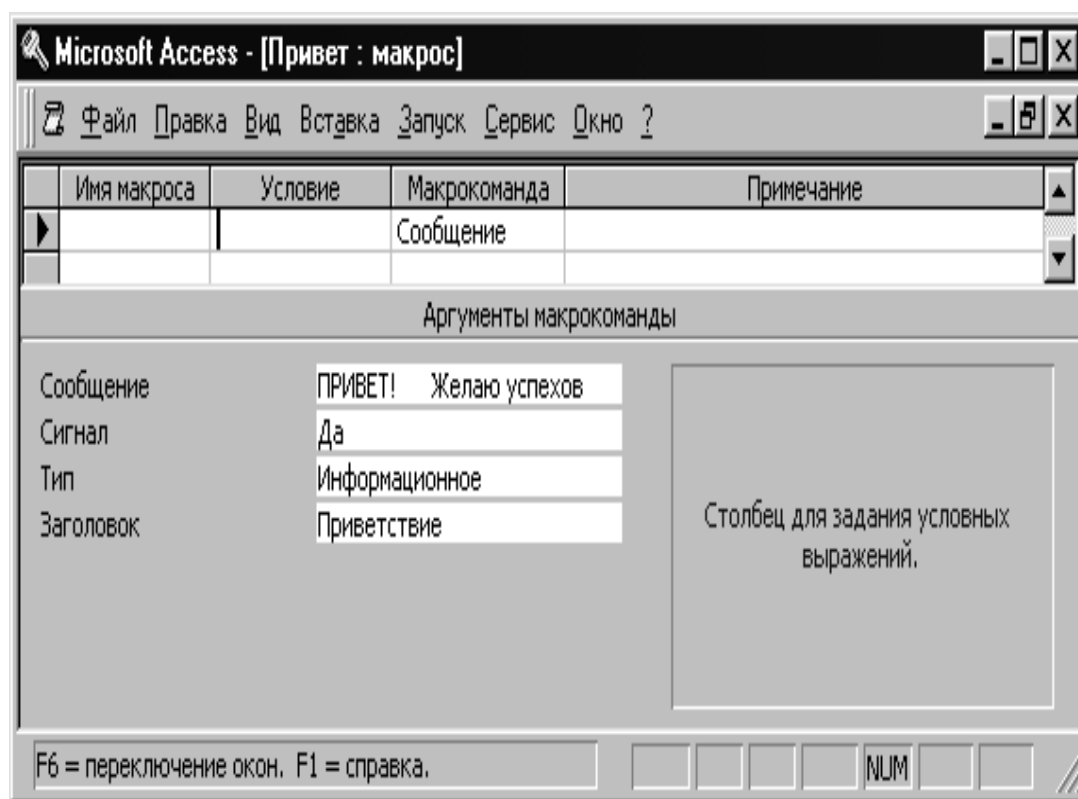 Microsoft Access - [Привет : макрос]
Файл Правка Вид Вставка Запуск Сервис Окно ?
Имя макроса Условие Макрокоманда Примечание
Сообщение
Аргументы макрокоманды
Сообщение ПРИВЕТ! Желаю успехов
Сигнал Да
Тип Информационное
Заголовок Приветствие
Столбец для задания условных
выражений.
F6 = переключение окон. F1 = справка. NUM